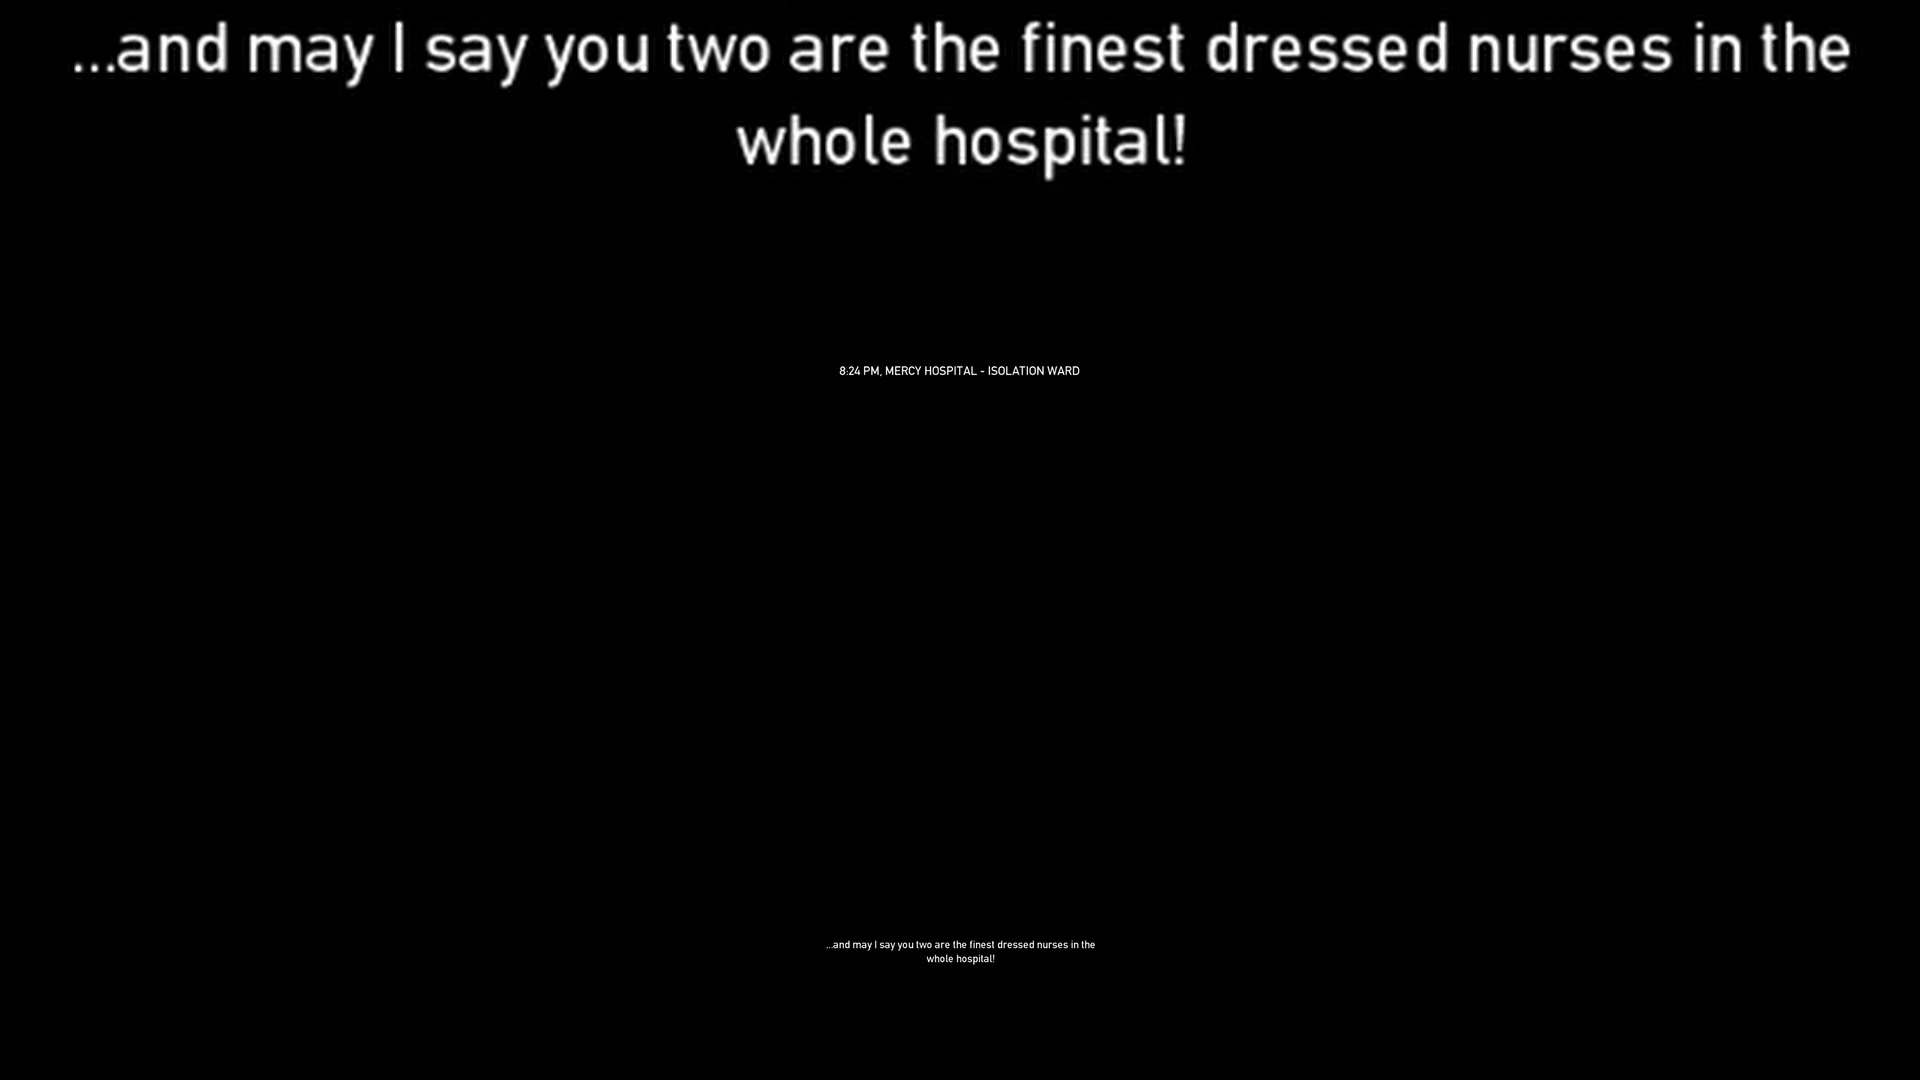 ...and may I say you two are the finest dressed nurses in the
whole hospital!
8:24 PM, MERCY HOSPITAL - ISOLATION WARD
...and may I say you two are the finest dressed nurses in the
whole hospital!